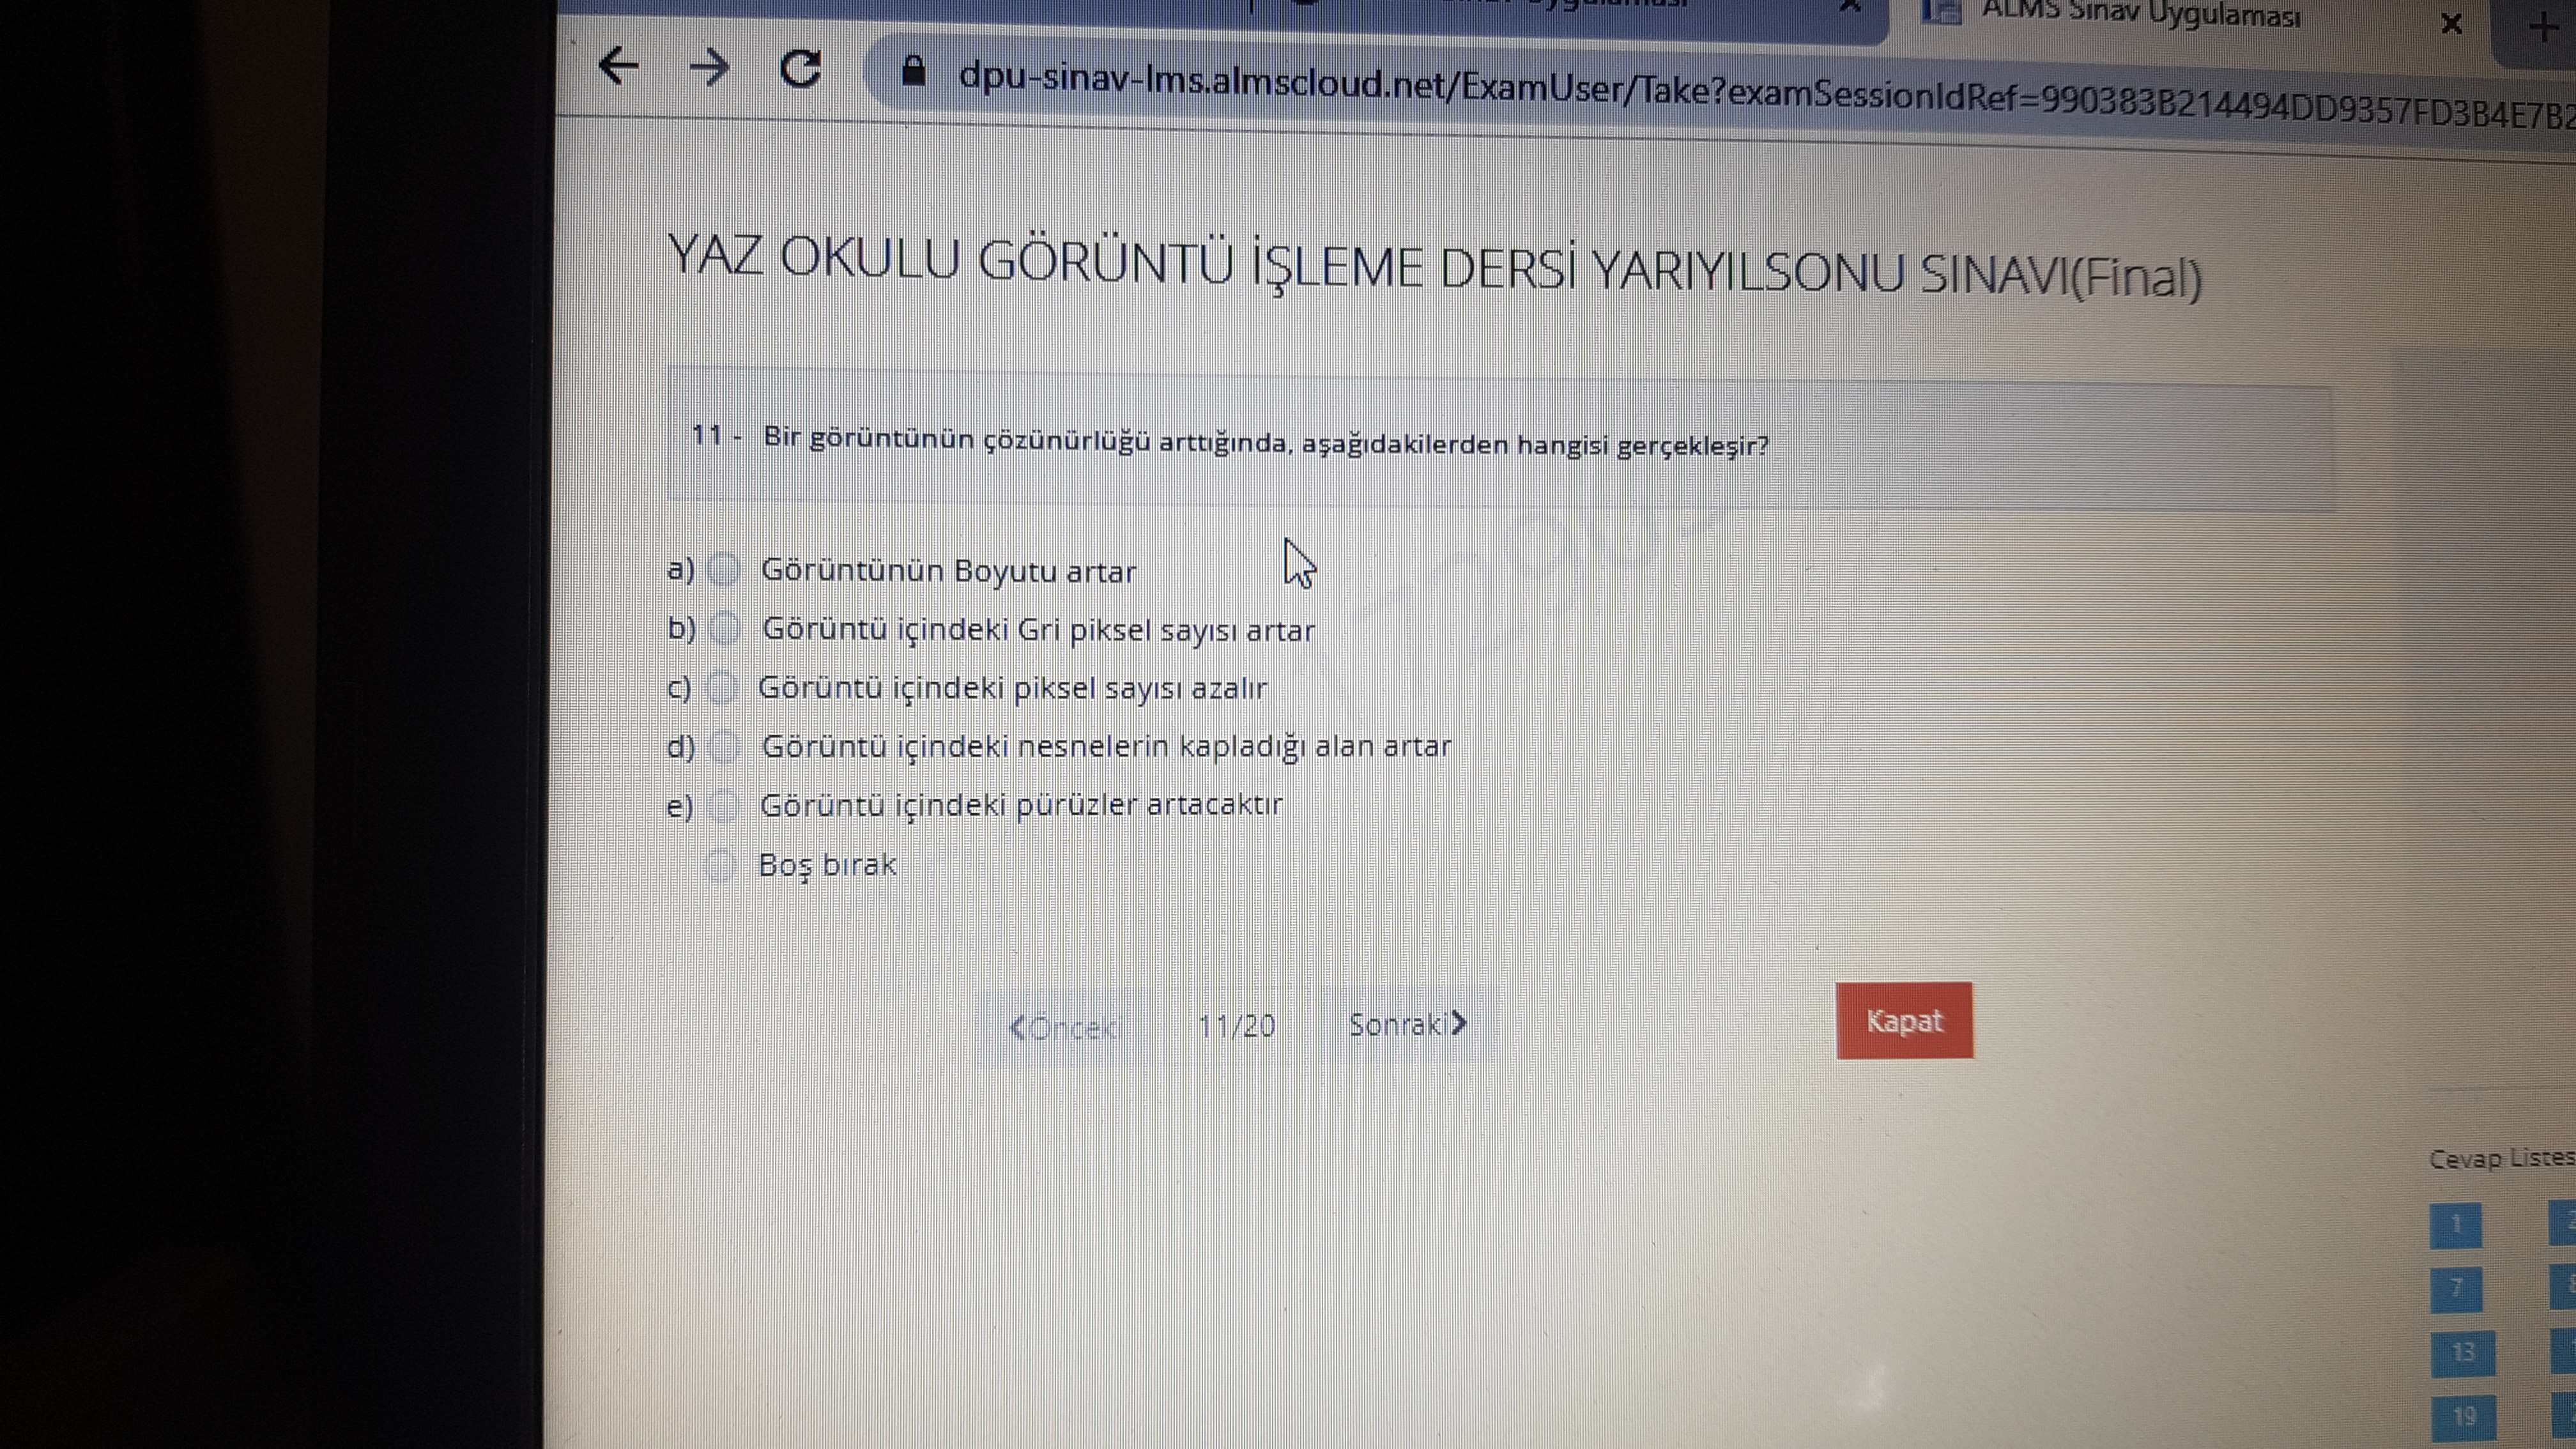 ALMS Sınav Uygulaması
dpu-sinav-lms.almscloud.net/ExamUser/Take?examSessionIdRef=990383B214494DD9357FD3B4E7B2
YAZ OKULU GÖRÜNTÜ İŞLEME DERSİ YARIYILSONU SINAVI(Final)
11 - Bir görüntünün çözünürlüğü arttığında, aşağıdakilerden hangisi gerçekleşir?
a) Görüntünün Boyutu artar
b) Görüntü içindeki Gri piksel sayısı artar
c) Görüntü içindeki piksel sayısı azalır
d) Görüntü içindeki nesnelerin kapladığı alan artar
e) Görüntü içindeki pürüzler artacaktır
Boş bırak
Önceki 11/20 Sonraki
Kapat
Cevap Listes
1
7
13
19